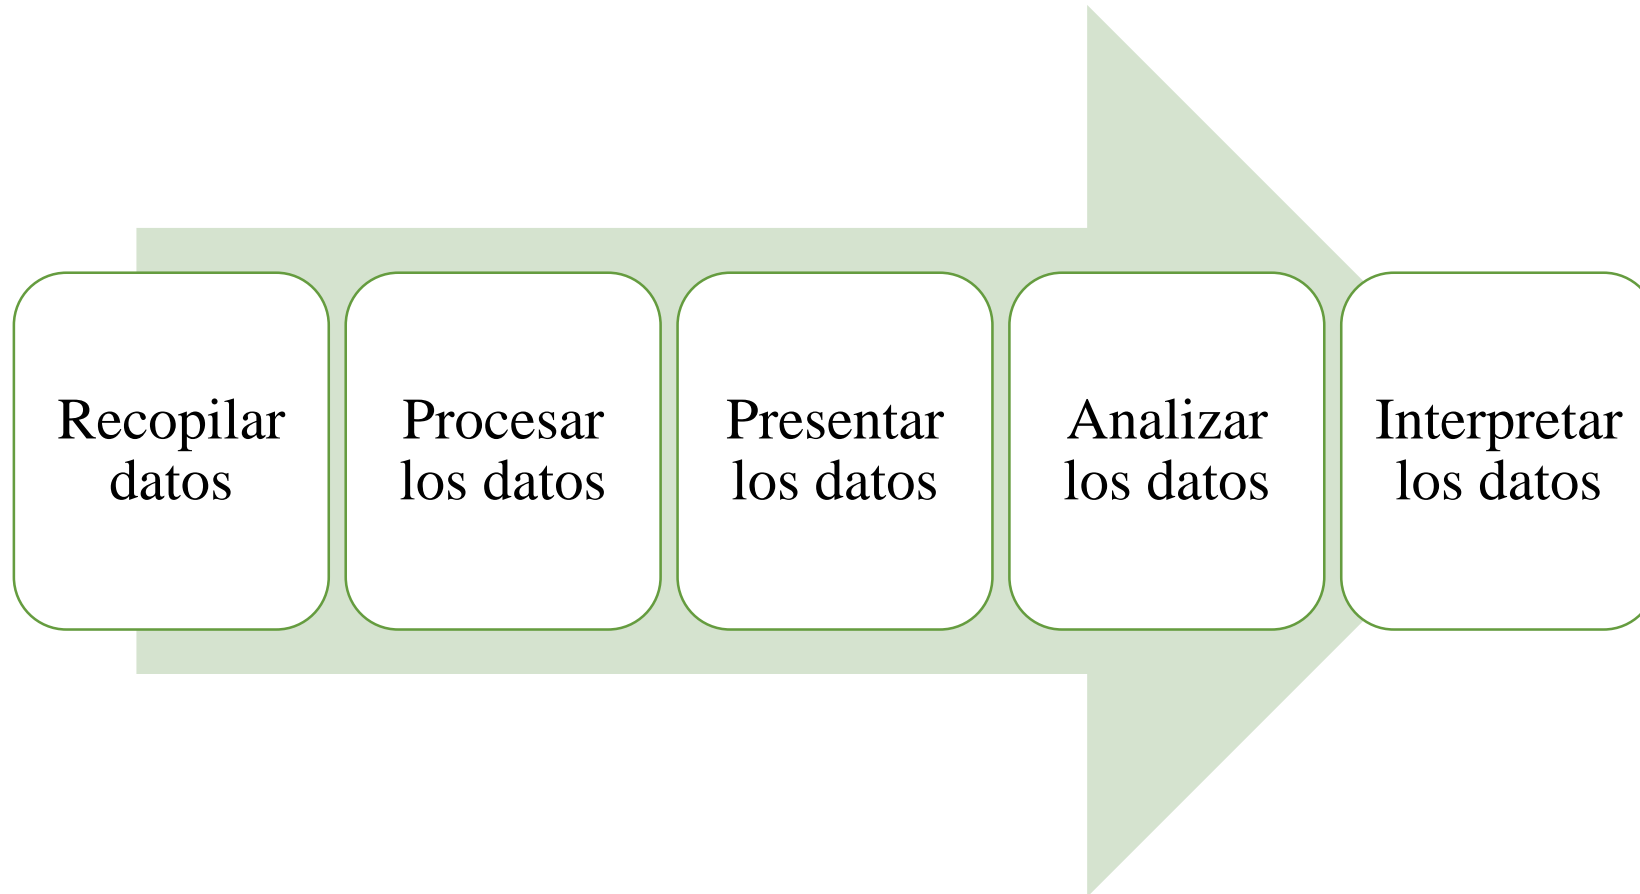 Recopilar
datos
Procesar
los datos
Presentar
los datos
Analizar
los datos
Interpretar
los datos